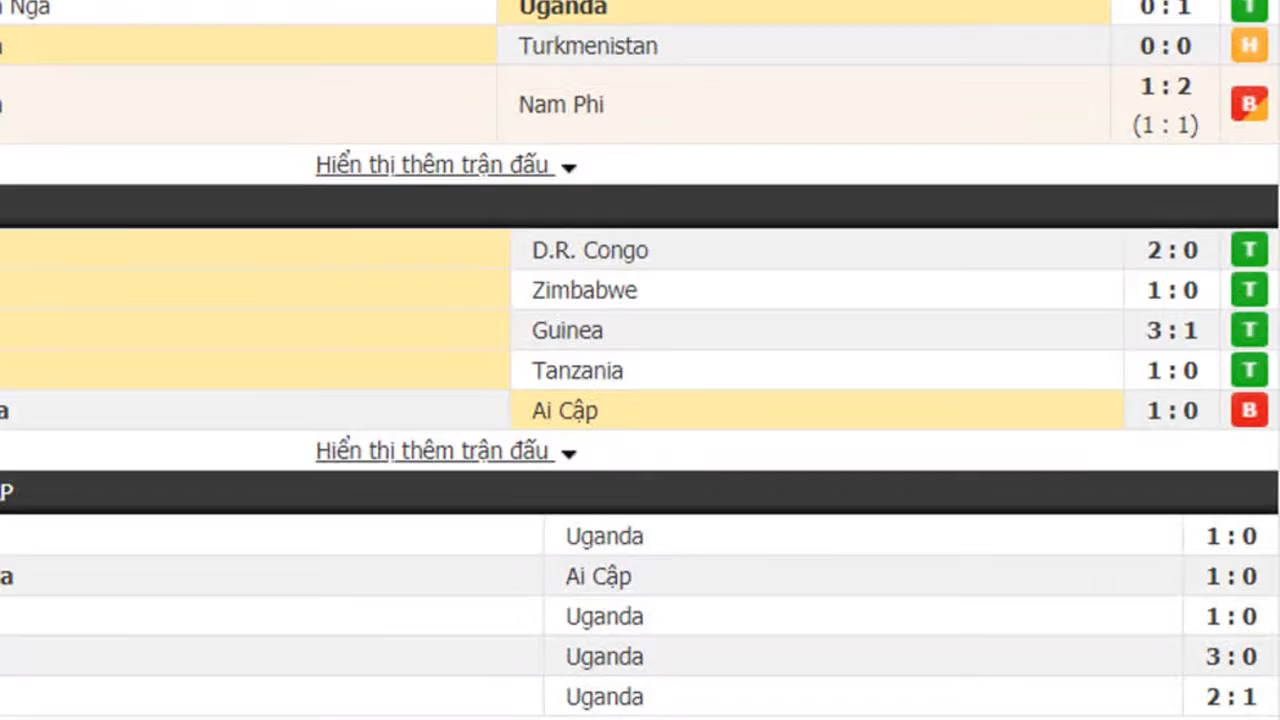 Nga Uganda 0 : 1 T
Turkmenistan 0 : 0 H
Nam Phi 1 : 2 B
(1 : 1)
Hiển thị thêm trận đấu
D.R. Congo 2 : 0 T
Zimbabwe 1 : 0 T
Guinea 3 : 1 T
Tanzania 1 : 0 T
a Ai Cập 1 : 0 B
Hiển thị thêm trận đấu
P
Uganda 1 : 0
a Ai Cập 1 : 0
Uganda 1 : 0
Uganda 3 : 0
Uganda 2 : 1